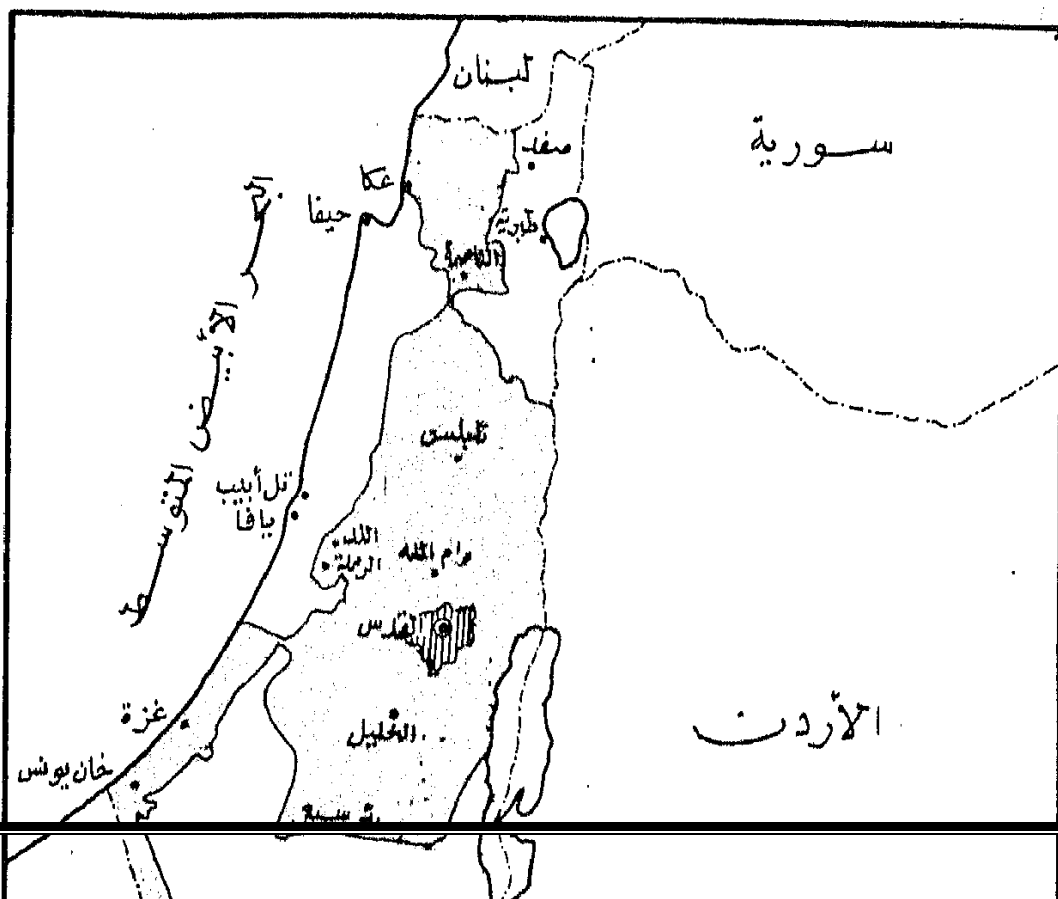 لبنان
سورية
صفد
عكا
حيفا
طبرية
الناصرة
البحر الأبيض المتوسط
نابلس
تل أبيب
يافا
اللد
الرملة
رام الله
القدس
غزة
الخليل
الأردن
خان يونس